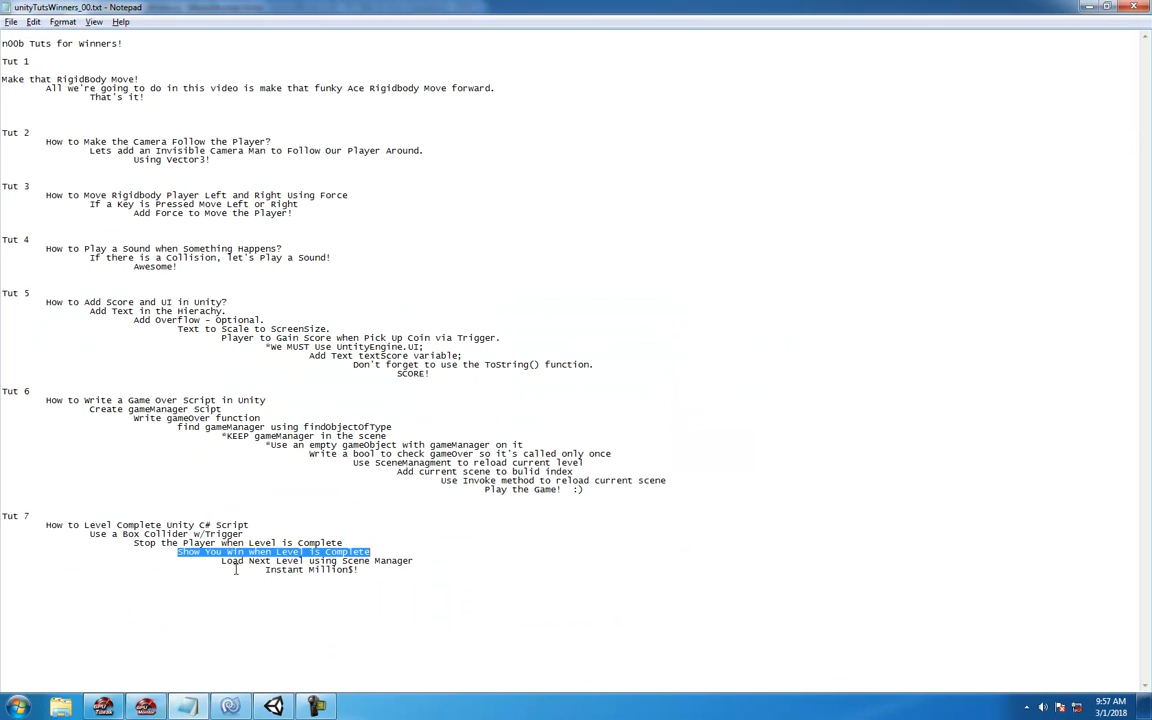 unityTutsWinners_00.txt - Notepad
File Edit Format View Help
n00b Tuts for Winners!
Tut 1
Make that RigidBody Move!
All we're going to do in this video is make that funky Ace Rigidbody Move forward.
That's it!
Tut 2
How to Make the Camera Follow the Player?
Lets add an Invisible Camera Man to Follow Our Player Around.
Using Vector3!
Tut 3
How to Move Rigidbody Player Left and Right Using Force
If a Key is Pressed Move Left or Right
Add Force to Move the Player!
Tut 4
How to Play a Sound when Something Happens?
If there is a Collision, let's Play a Sound!
Awesome!
Tut 5
How to Add Score and UI in Unity?
Add Text in the Hierachy.
Add Overflow - Optional.
Text to Scale to ScreenSize.
Player to Gain Score when Pick Up Coin via Trigger.
*We MUST Use UntityEngine.UI;
Add Text textScore variable;
Don't forget to use the ToString() function.
SCORE!
Tut 6
How to Write a Game Over Script in Unity
Create gameManager Scipt
Write gameOver function
find gameManager using findObjectOfType
*KEEP gameManager in the scene
*Use an empty gameObject with gameManager on it
Write a bool to check gameOver so it's called only once
Use SceneManagment to reload current level
Add current scene to bulid index
Use Invoke method to reload current scene
Play the Game!  :)
Tut 7
How to Level Complete Unity C# Script
Use a Box Collider w/Trigger
Stop the Player when Level is Complete
Show You Win when Level is Complete
Load Next Level using Scene Manager
Instant Million$!
9:57 AM
3/1/2018